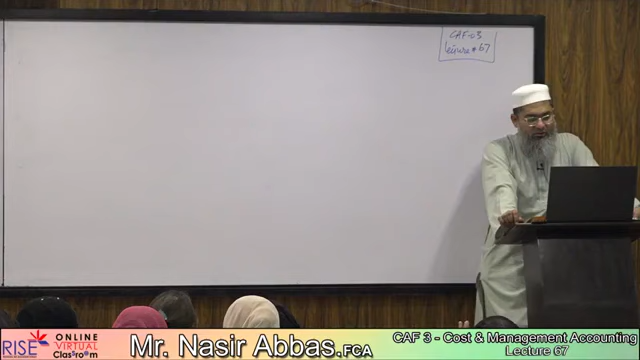 CAF-03
Lecture # 67
RISE
ONLINE
VIRTUAL
Classroom
Mr. Nasir Abbas.FCA
CAF 3 - Cost & Management Accounting
Lecture 67